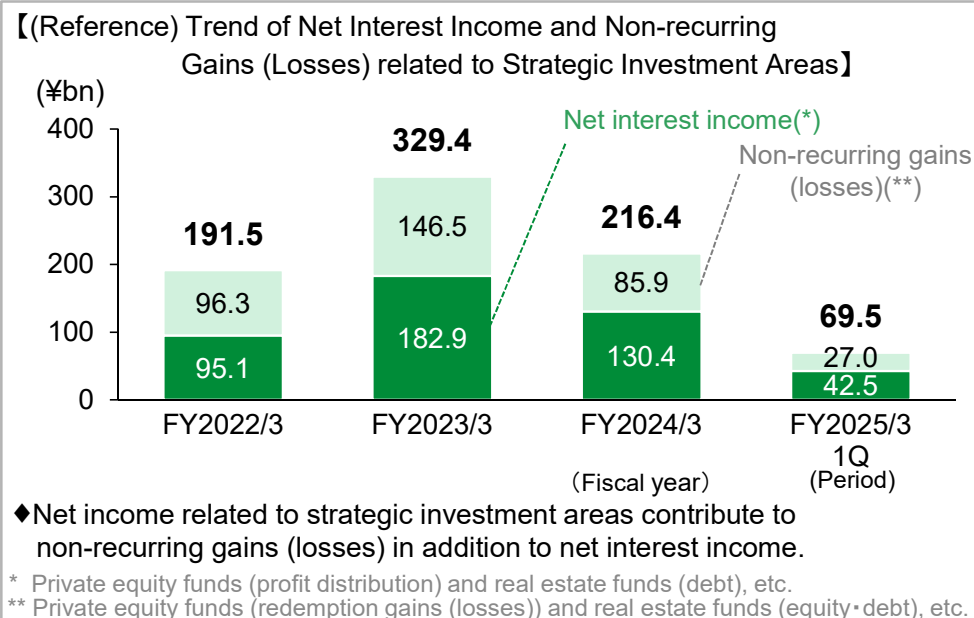 【(Reference) Trend of Net Interest Income and Non-recurring
Gains (Losses) related to Strategic Investment Areas】
(¥bn)
400
300
200
100
0
Net interest income(*)
Non-recurring gains
(losses)(**)
191.5
96.3
95.1
329.4
146.5
182.9
216.4
85.9
130.4
69.5
27.0
42.5
FY2022/3
FY2023/3
FY2024/3
FY2025/3
1Q
(Fiscal year)
(Period)
♦Net income related to strategic investment areas contribute to
non-recurring gains (losses) in addition to net interest income.
* Private equity funds (profit distribution) and real estate funds (debt), etc.
** Private equity funds (redemption gains (losses)) and real estate funds (equity・debt), etc.